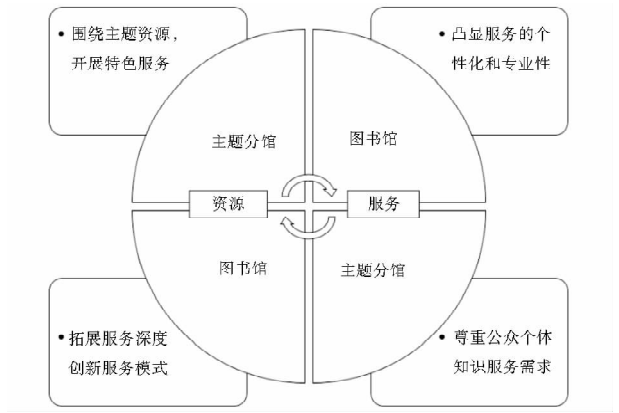 • 围绕主题资源，
开展特色服务
• 凸显服务的个
性化和专业性
主题分馆
图书馆
资源
服务
图书馆
主题分馆
• 拓展服务深度
创新服务模式
• 尊重公众个体
知识服务需求